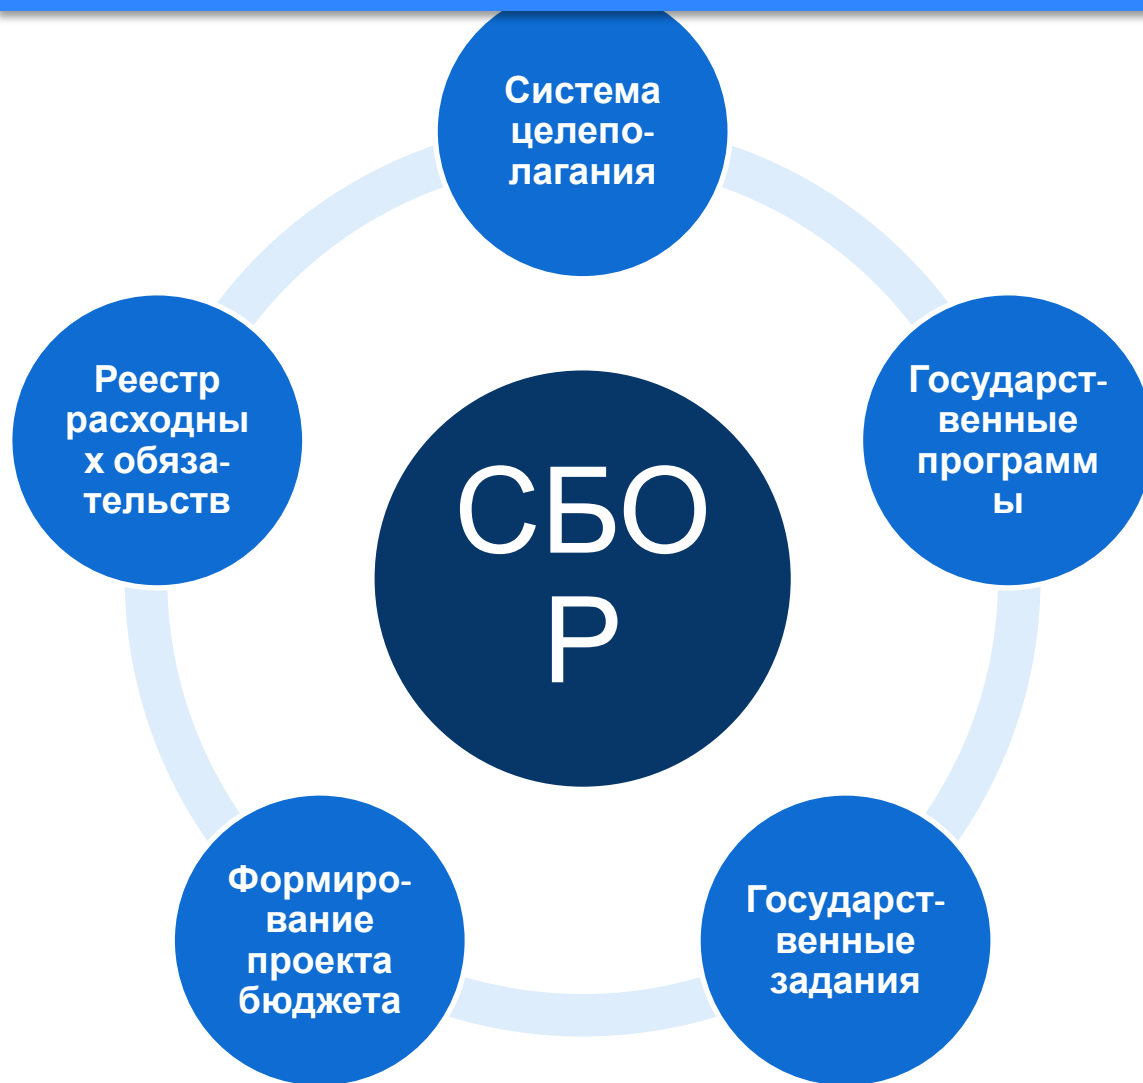 Система
целепо-
лагания
Государст-
венные
программ
ы
Государст-
венные
задания
Формиро-
вание
проекта
бюджета
Реестр
расходны
х обяза-
тельств
СБО
Р